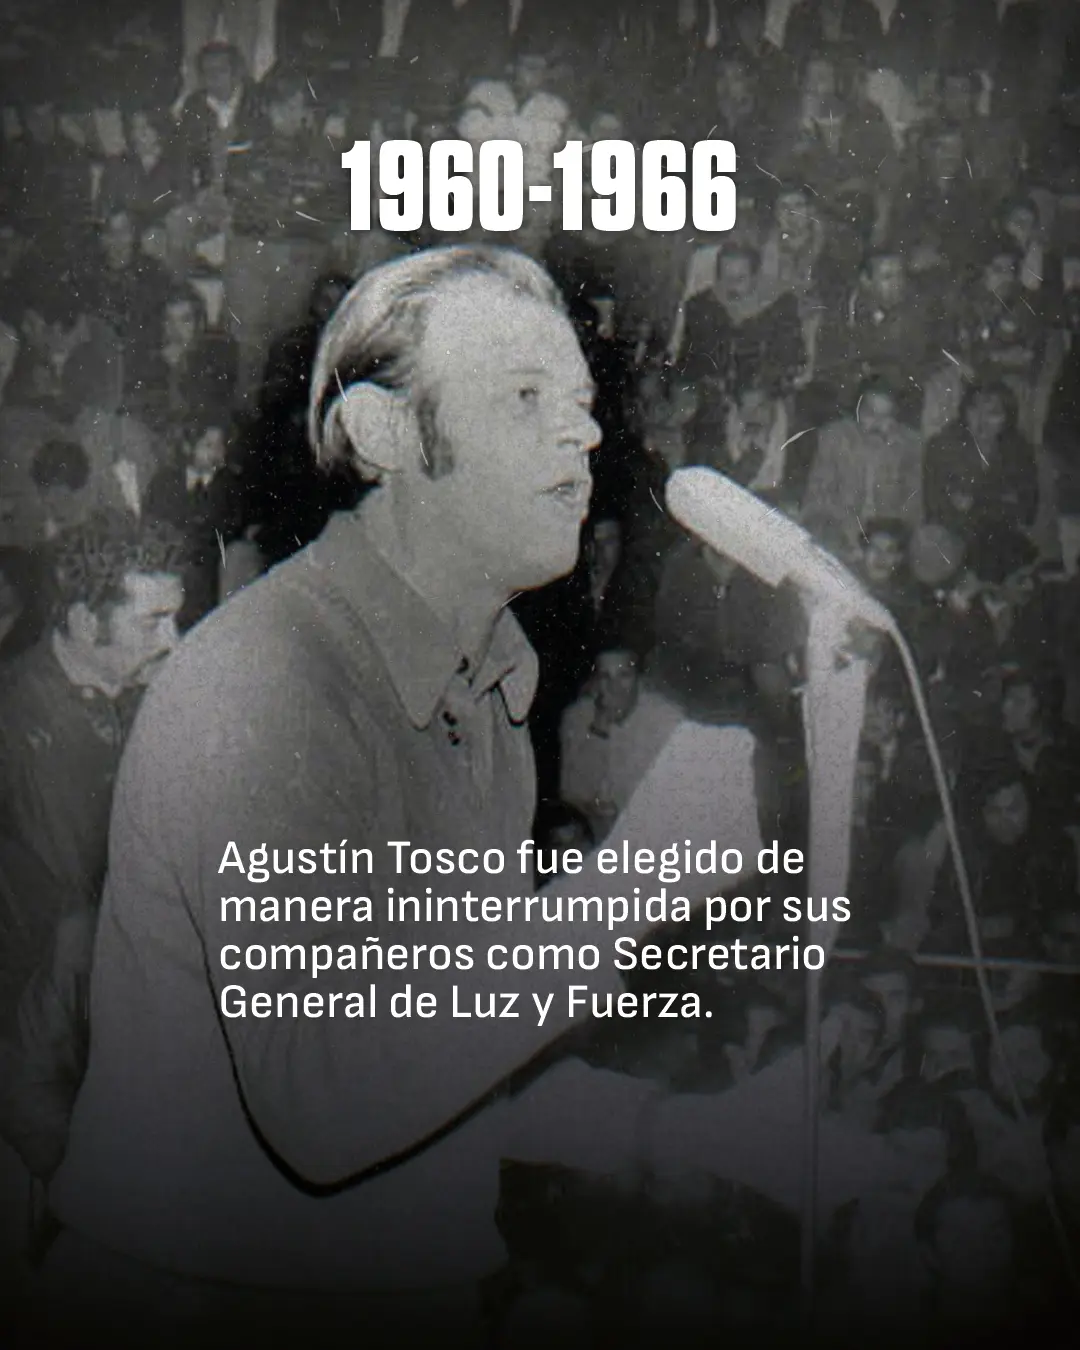 1960-1966
Agustín Tosco fue elegido de
manera ininterrumpida por sus
compañeros como Secretario
General de Luz y Fuerza.